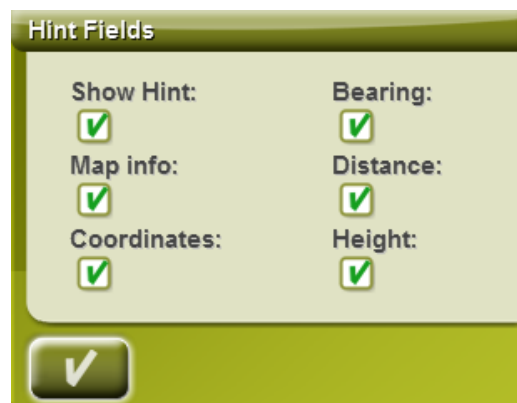 Hint Fields
Show Hint: Bearing:
Map info: Distance:
Coordinates: Height: